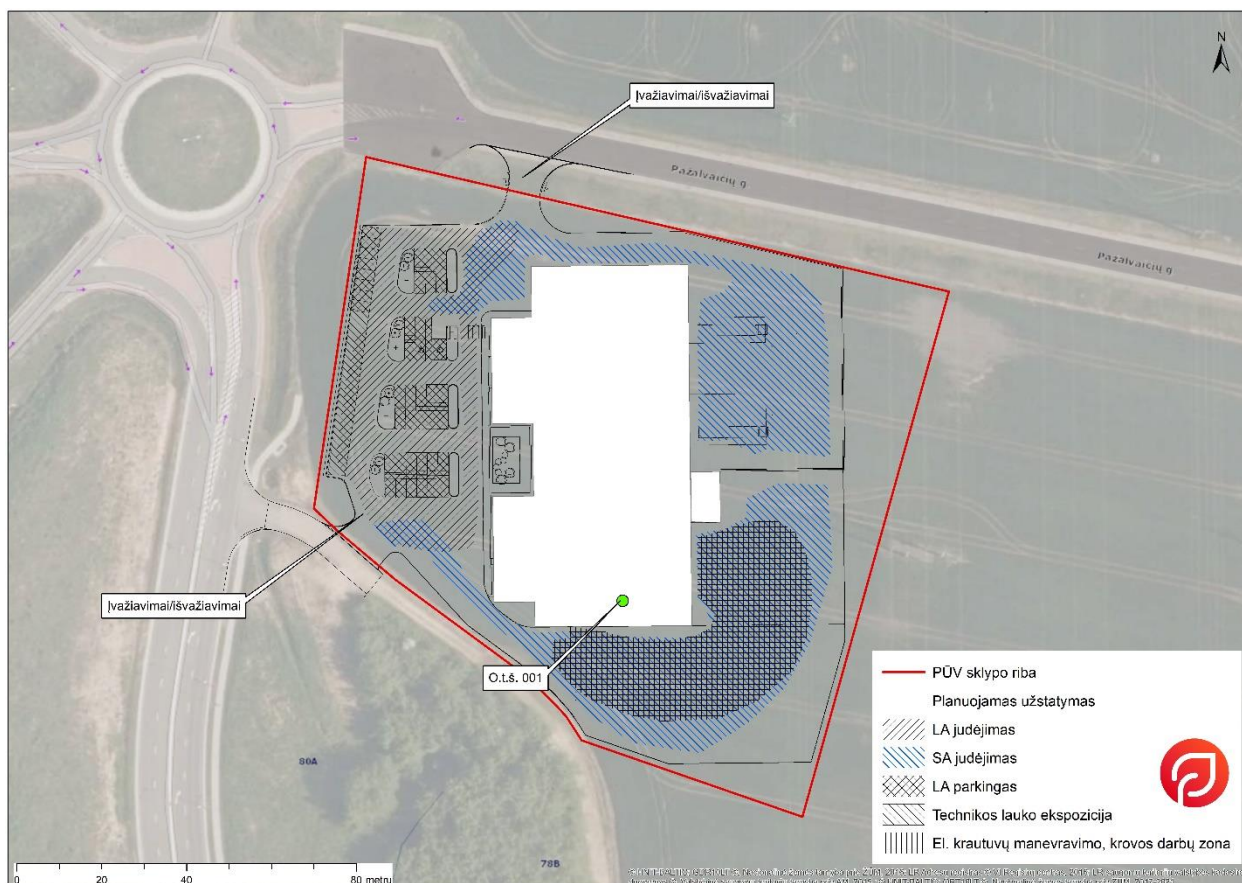 N
Įvažiavimai/išvažiavimai
Pažalvaičių g
Pažalvaičių g
Įvažiavimai/išvažiavimai
O.t.š. 001
PŪV sklypo riba
Planuojamas užstatymas
LA judėjimas
SA judėjimas
LA parkingas
Technikos lauko ekspozicija
El. krautuvų manevravimo, krovos darbų zona
80A
78B
0 20 40 80 metrų